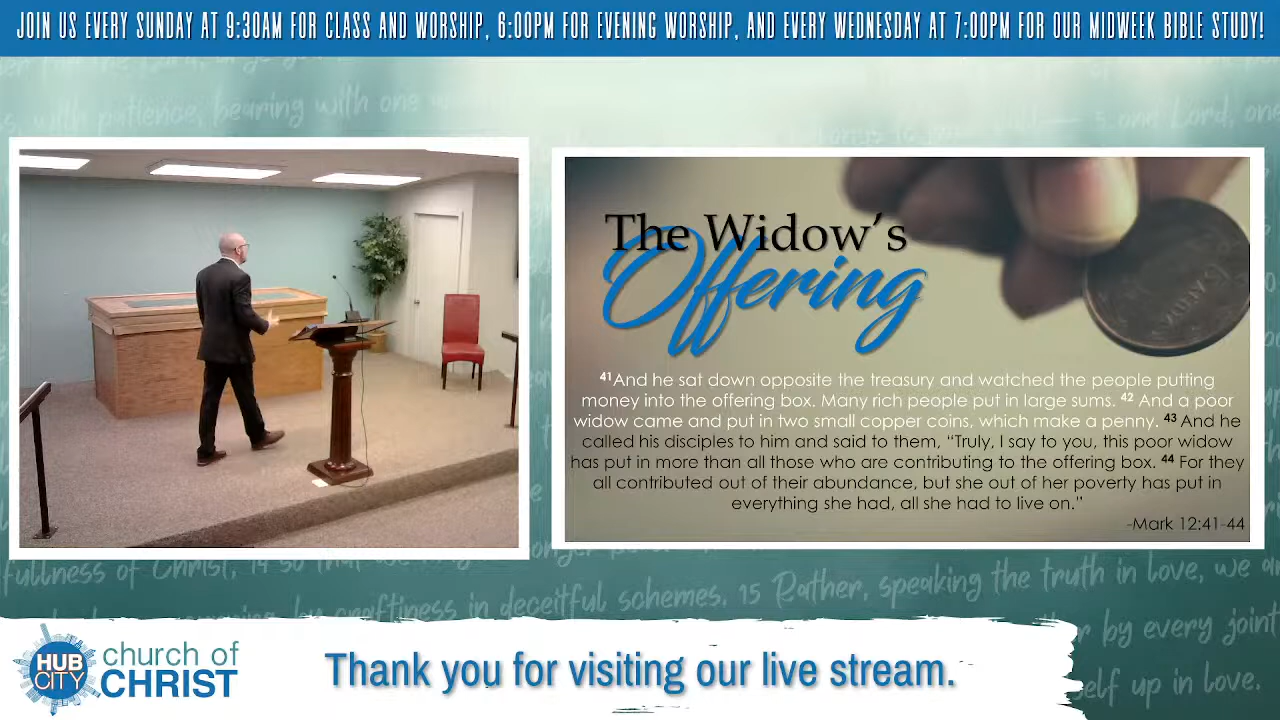 JOIN US EVERY SUNDAY AT 9:30AM FOR CLASS AND WORSHIP, 6:00PM FOR EVENING WORSHIP, AND EVERY WEDNESDAY AT 7:00PM FOR OUR MIDWEEK BIBLE STUDY!
with patience, bearing with one
The Widow's
Offering
41 And he sat down opposite the treasury and watched the people putting
money into the offering box. Many rich people put in large sums. 42 And a poor
widow came and put in two small copper coins, which make a penny. 43 And he
called his disciples to him and said to them, "Truly, I say to you, this poor widow
has put in more than all those who are contributing to the offering box. 44 For they
all contributed out of their abundance, but she out of her poverty has put in
everything she had, all she had to live on."
-Mark 12:41-44
fullness of Christ, 14 so that
craftiness in deceitful schemes. 15 Rather, speaking the truth in love, we
by every joint
self up in love.
HUB
CITY
church of
CHRIST
Thank you for visiting our live stream.